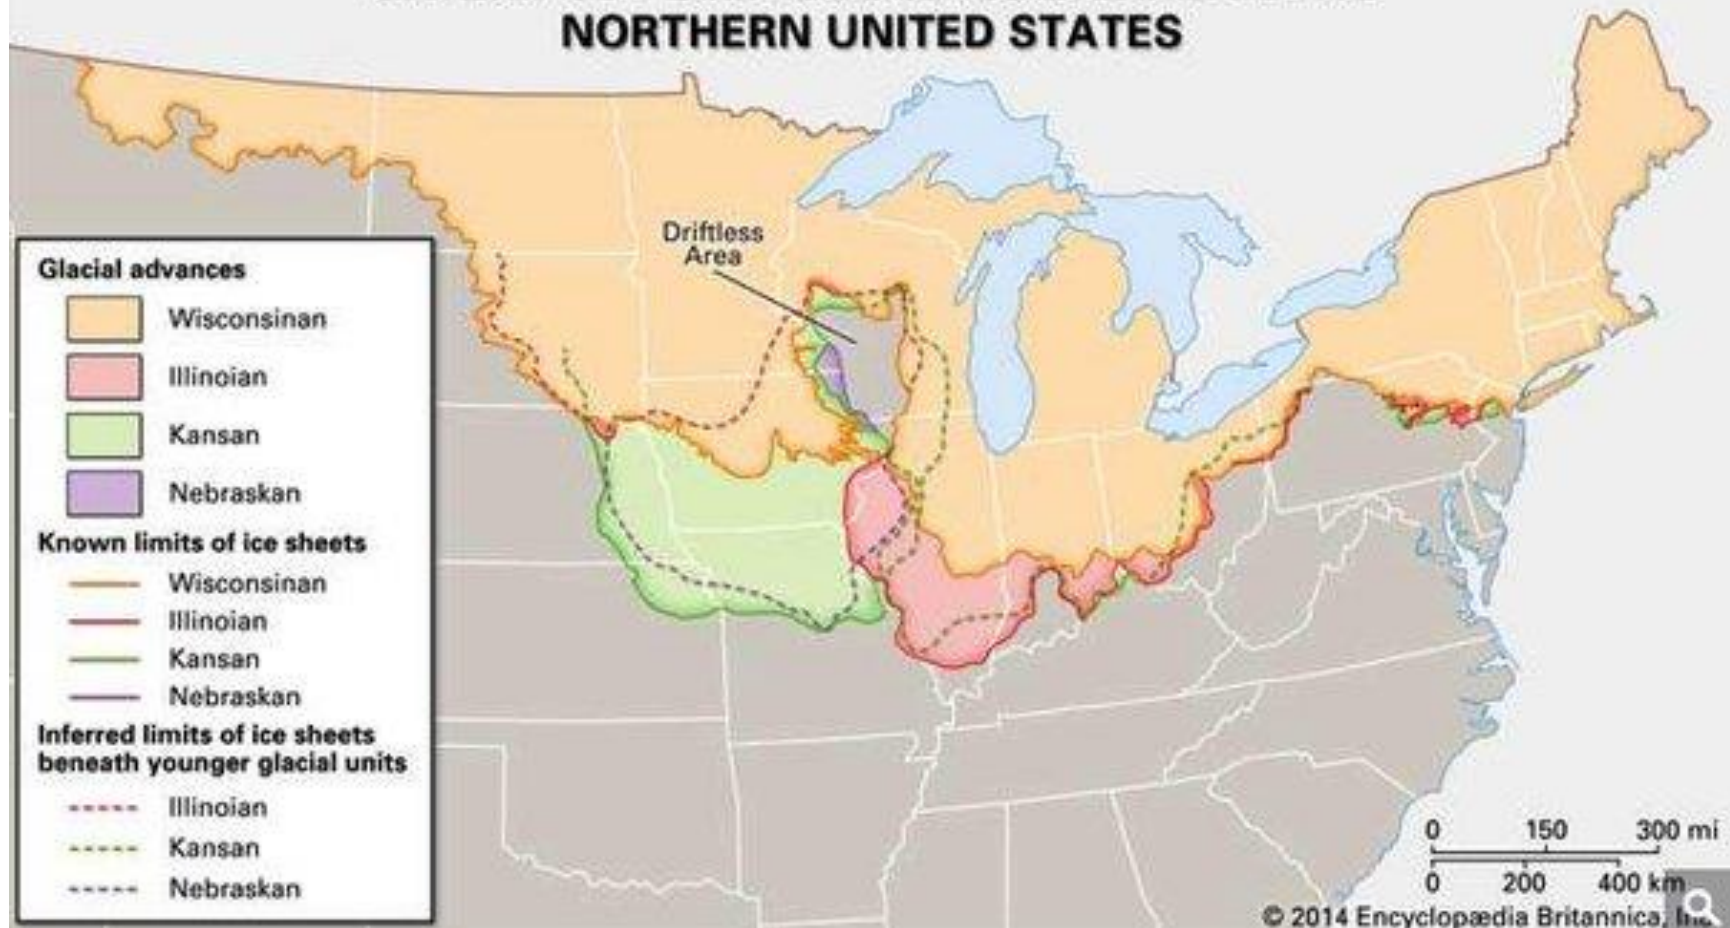 NORTHERN UNITED STATES
Driftless
Area
Glacial advances
Wisconsinan
Illinoian
Kansan
Nebraskan
Known limits of ice sheets
Wisconsinan
Illinoian
Kansan
Nebraskan
Inferred limits of ice sheets
beneath younger glacial units
Illinoian
Kansan
Nebraskan
0 150 300 mi
0 200 400 km
© 2014 Encyclopædia Britannica,